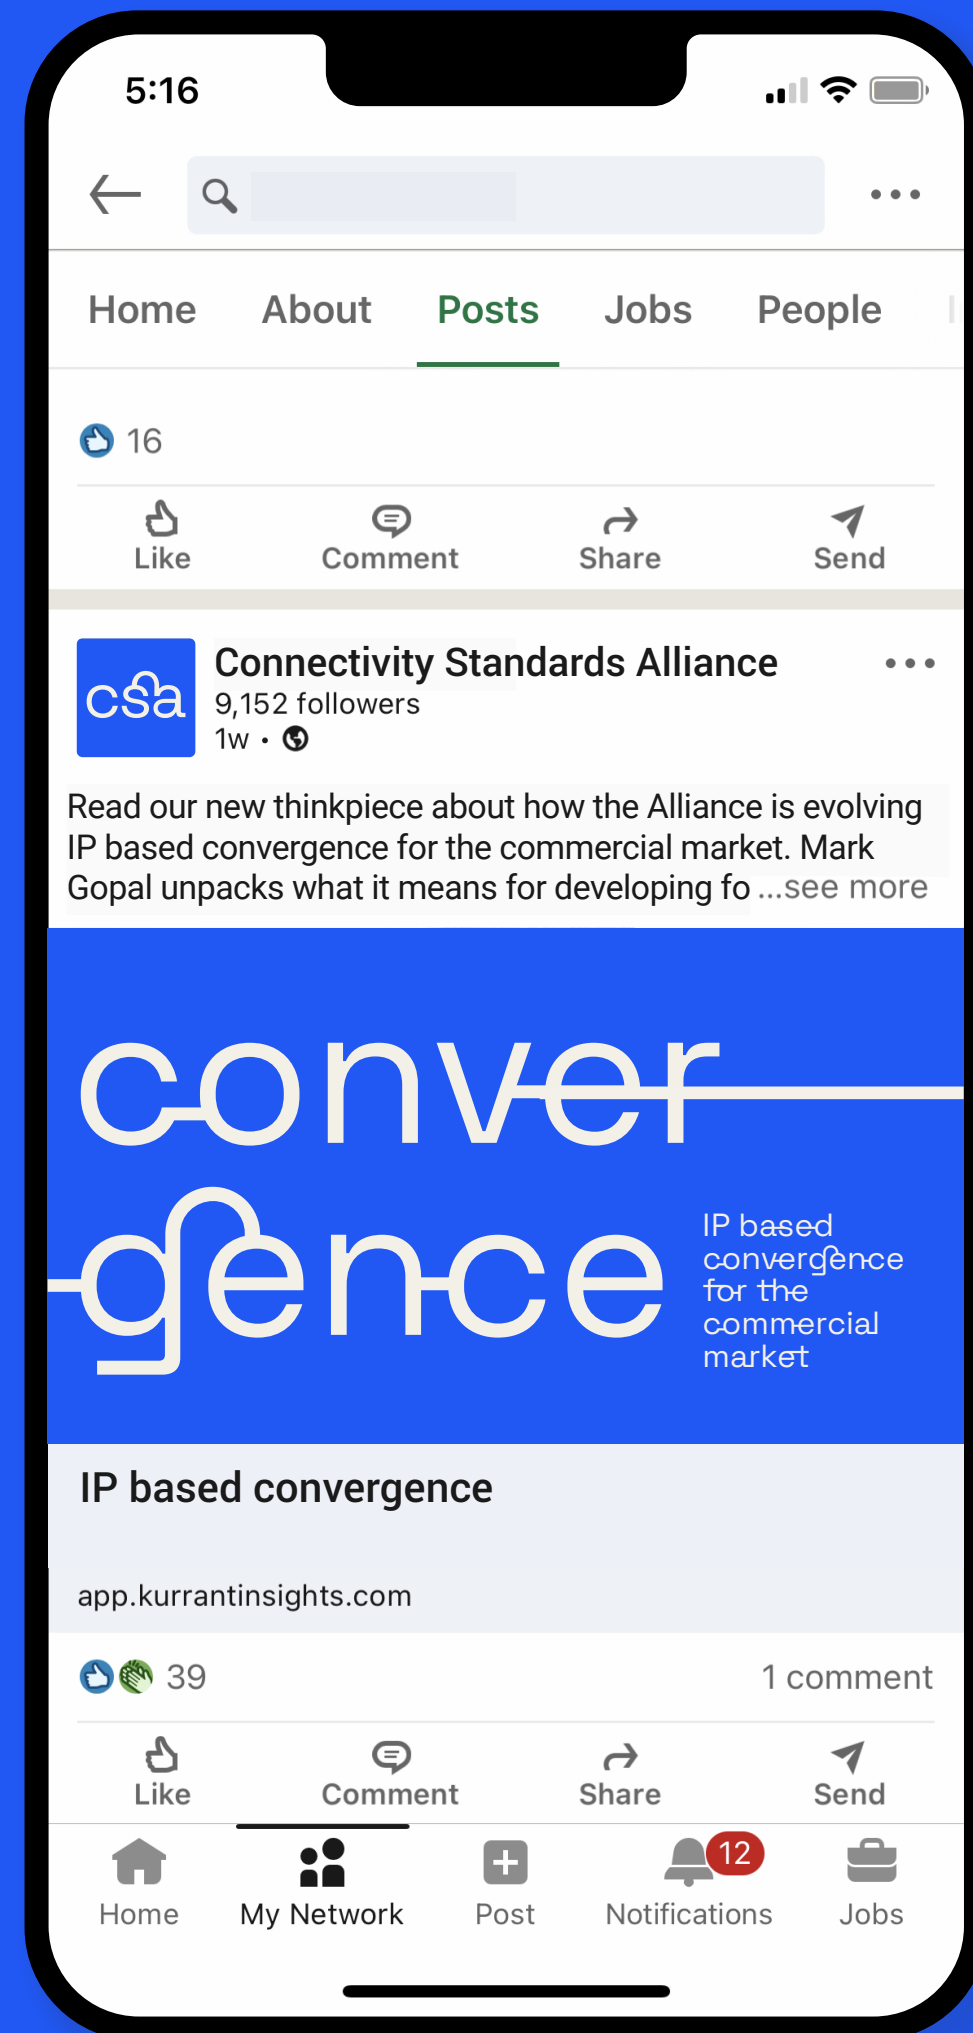 5:16
Home About Posts Jobs People
16
Like Comment Share Send
csa
Connectivity Standards Alliance
9,152 followers
1w •
Read our new thinkpiece about how the Alliance is evolving
IP based convergence for the commercial market. Mark
Gopal unpacks what it means for developing fo ...see more
conver
gence
IP based
convergence
for the
commercial
market
IP based convergence
app.kurrantinsights.com
39 1 comment
Like Comment Share Send
12
Home My Network Post Notifications Jobs